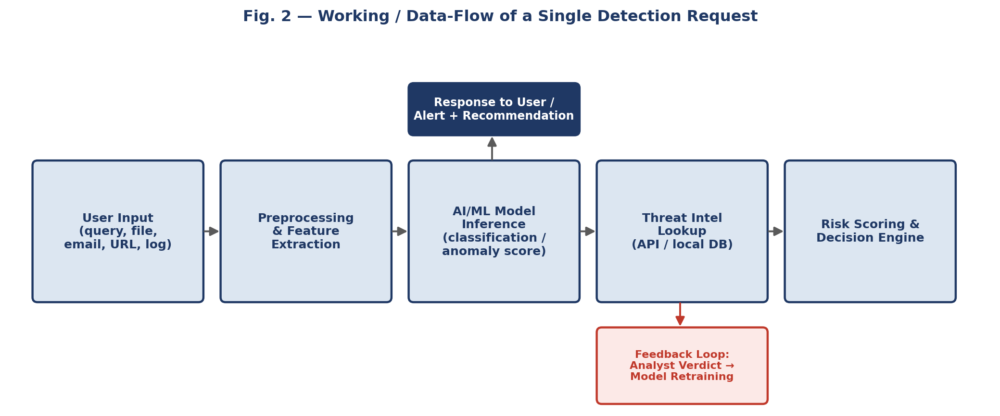 Fig. 2 — Working / Data-Flow of a Single Detection Request
Response to User /
Alert + Recommendation
User Input
(query, file,
email, URL, log)
Preprocessing
& Feature
Extraction
AI/ML Model
Inference
(classification /
anomaly score)
Threat Intel
Lookup
(API / local DB)
Risk Scoring &
Decision Engine
Feedback Loop:
Analyst Verdict →
Model Retraining